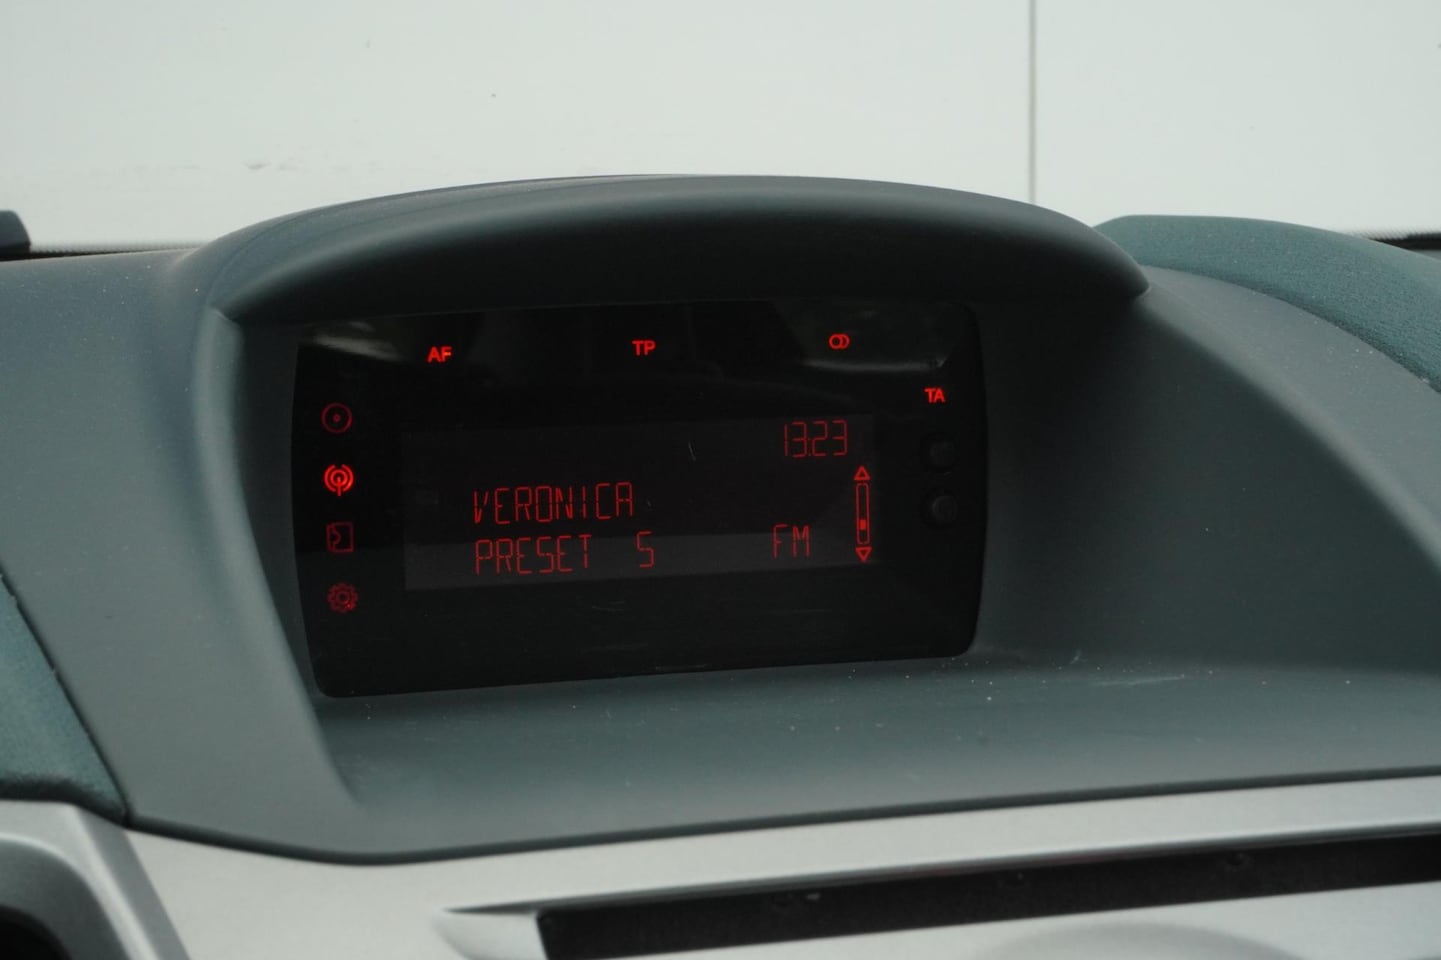 AF TP
TA
13:23
VERONICA
PRESET 5 FM